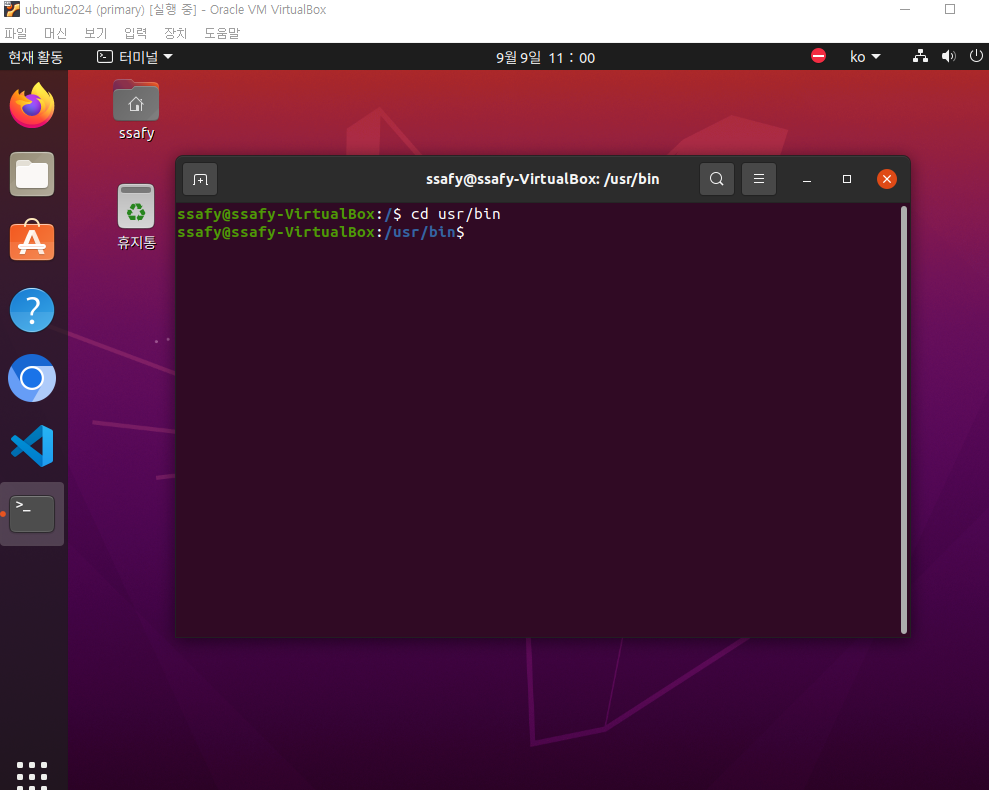 ubuntu2024 (primary) [실행 중] - Oracle VM VirtualBox
파일 머신 보기 입력 장치 도움말
현재 활동 터미널 9월 9일 11 : 00 ko
ssafy
휴지통
ssafy@ssafy-VirtualBox: /usr/bin
ssafy@ssafy-VirtualBox:/$ cd usr/bin
ssafy@ssafy-VirtualBox:/usr/bin$